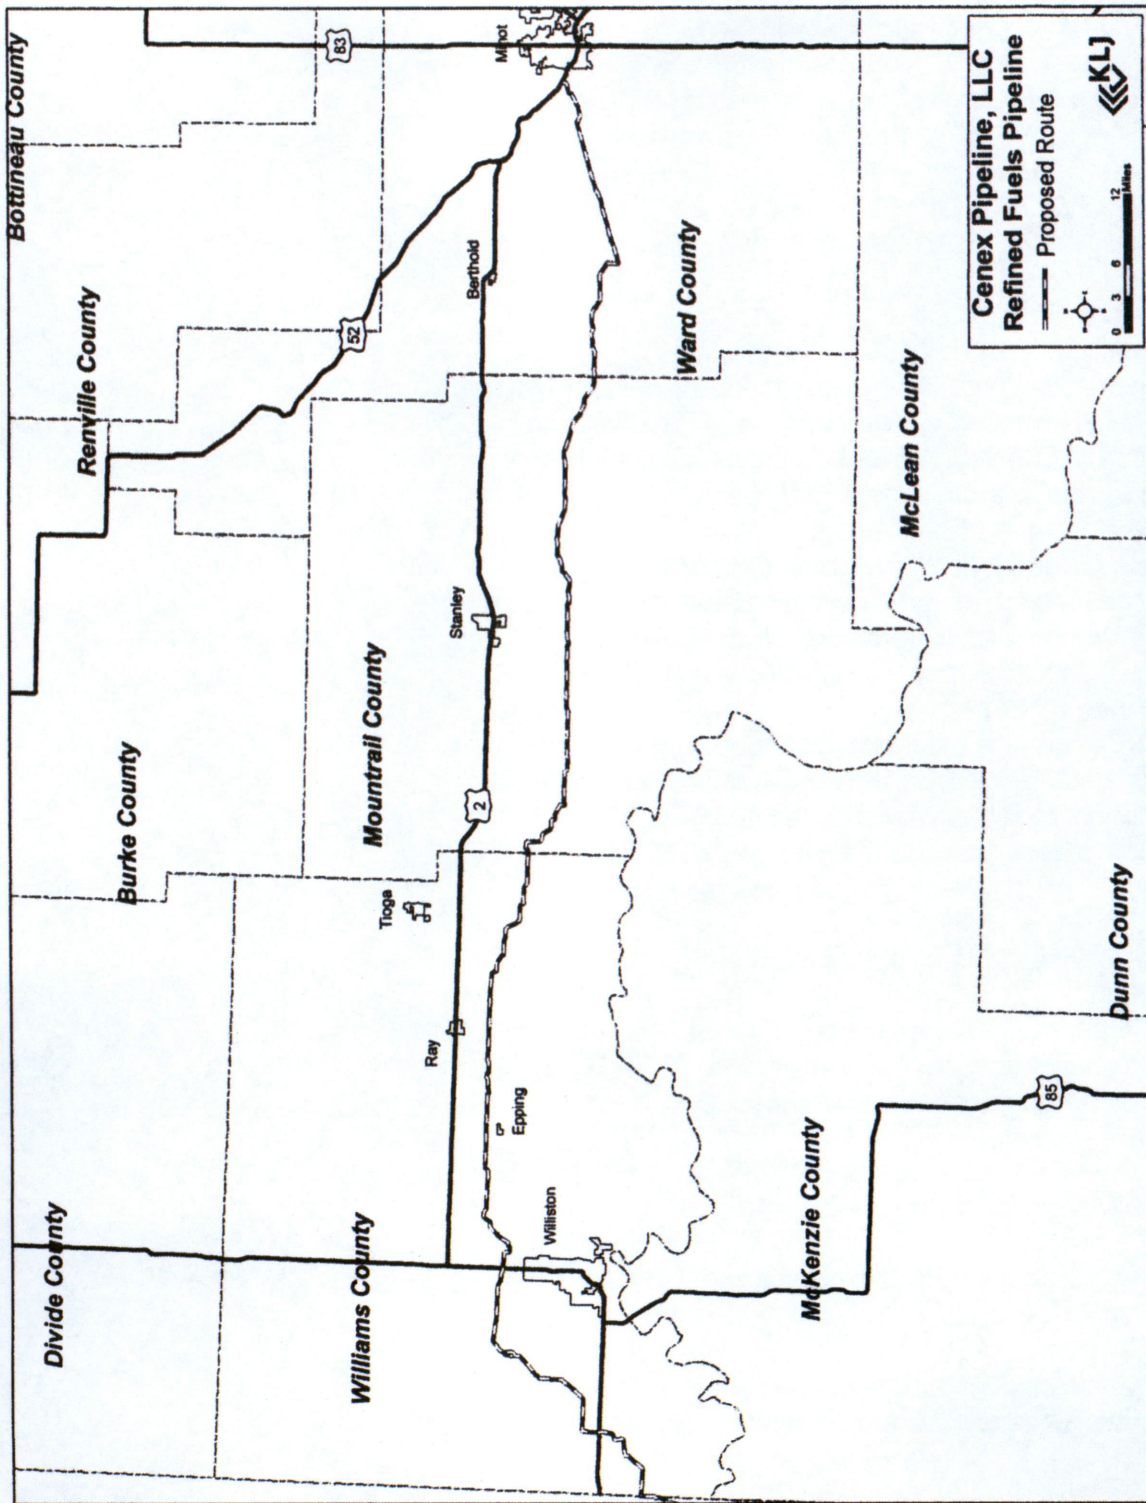 Divide County
Burke County
Renville County
Bottineau County
83
52
Williams County
Mountrail County
Tioga
Ray
2
Stanley
Berthold
Minot
Epping
Williston
Ward County
McKenzie County
McLean County
85
Dunn County
Cenex Pipeline, LLC
Refined Fuels Pipeline
Proposed Route
0 3 6 12
Miles
KLJ